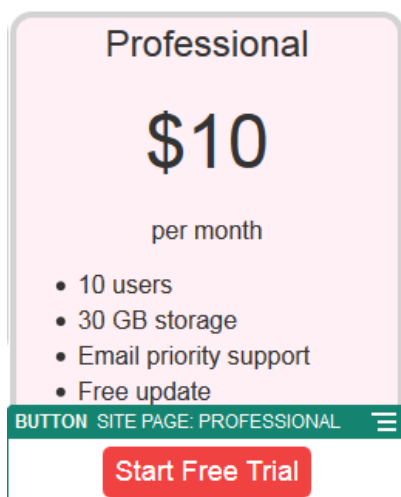 Professional
$10
per month
• 10 users
• 30 GB storage
• Email priority support
• Free update
BUTTON SITE PAGE: PROFESSIONAL
Start Free Trial